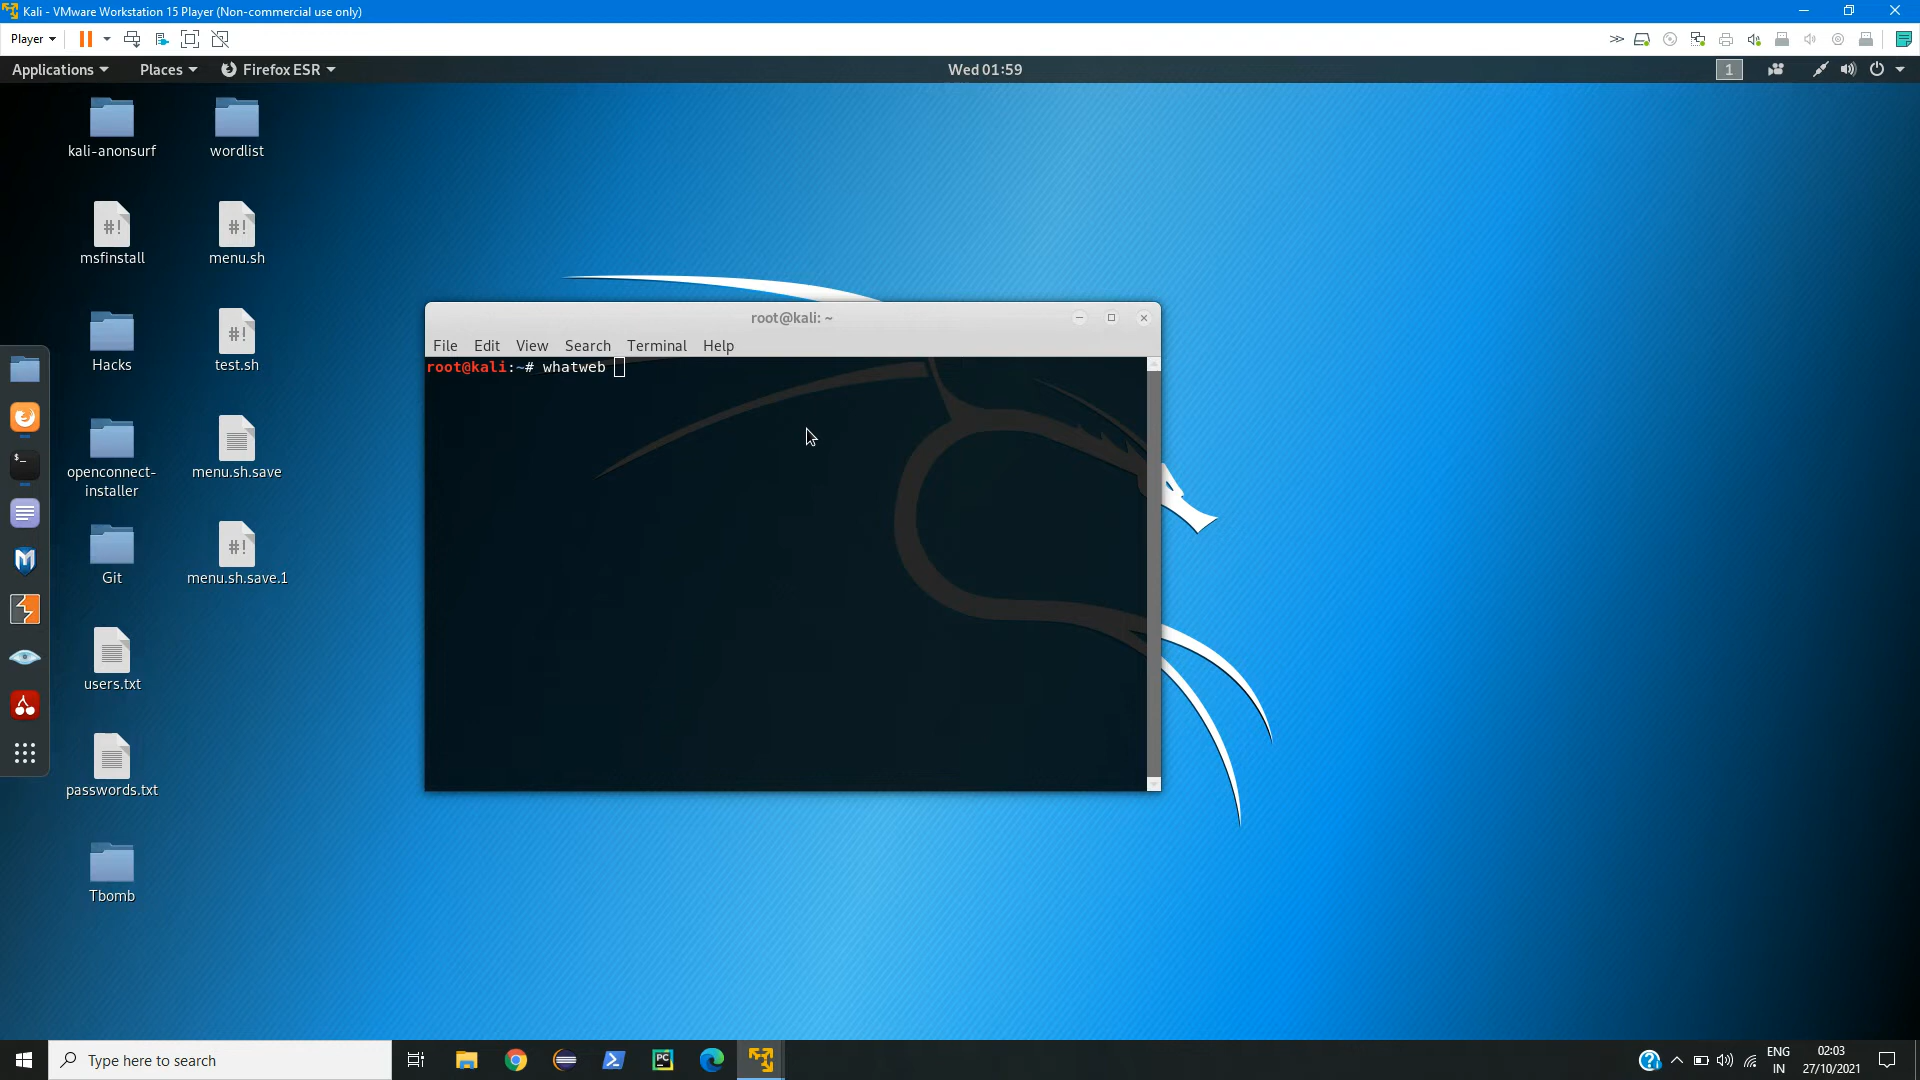 Kali - VMware Workstation 15 Player (Non-commercial use only)
Player
Applications Places Firefox ESR Wed 01:59 1
kali-anonsurf wordlist
#! #!
msfinstall menu.sh
#!
Hacks test.sh
openconnect-
installer
menu.sh.save
#!
Git menu.sh.save.1
users.txt
passwords.txt
Tbomb
$_
root@kali: ~
File Edit View Search Terminal Help
root@kali:~# whatweb
Type here to search
PC
ENG
IN
02:03
27/10/2021